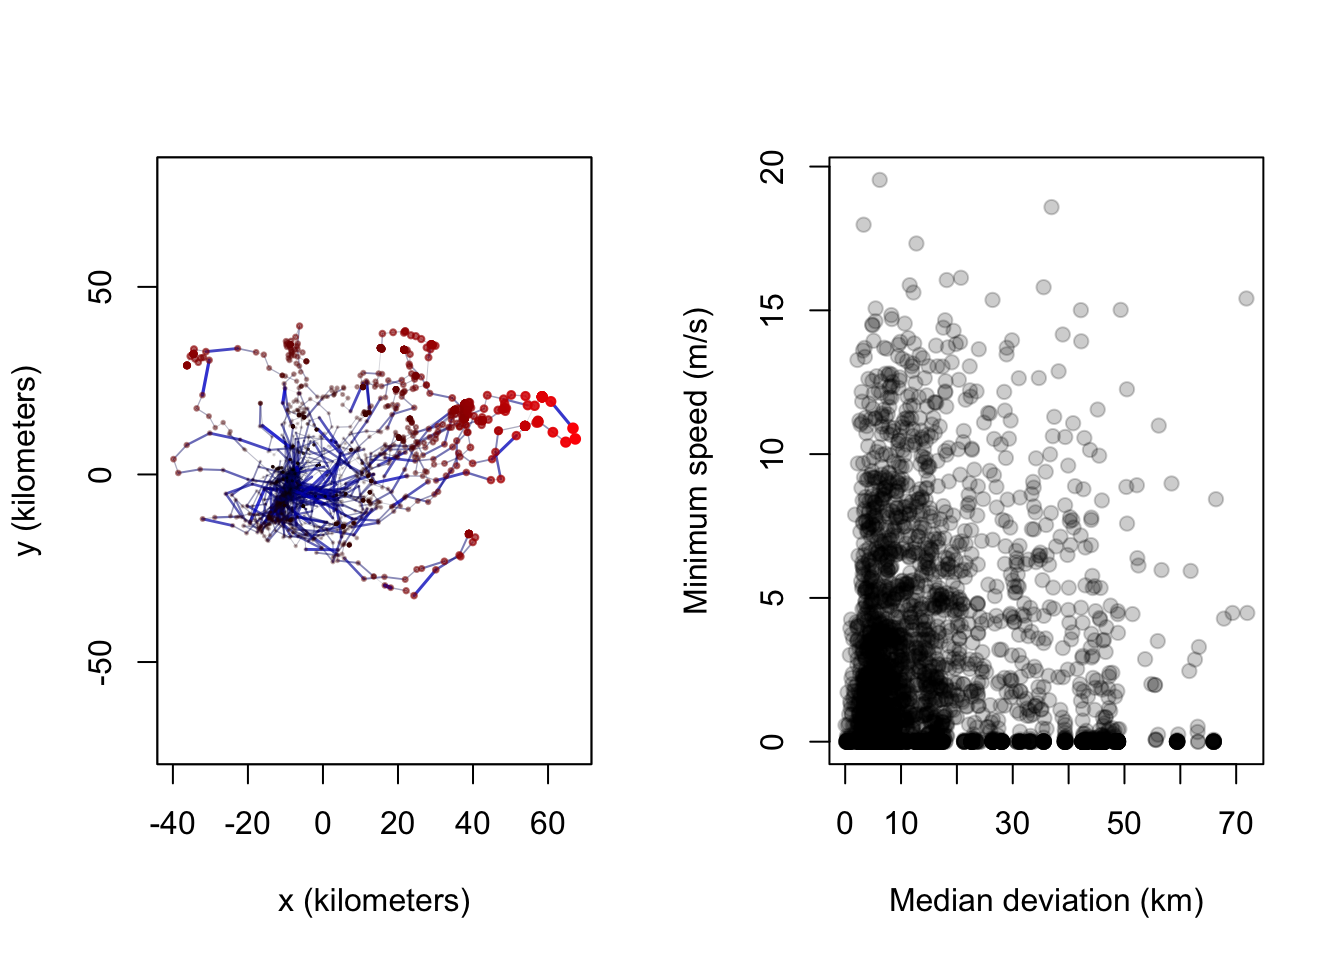 y (kilometers)
50
0
-50
-40 -20 0 20 40 60
x (kilometers)
Minimum speed (m/s)
20
15
10
5
0
0 10 30 50 70
Median deviation (km)